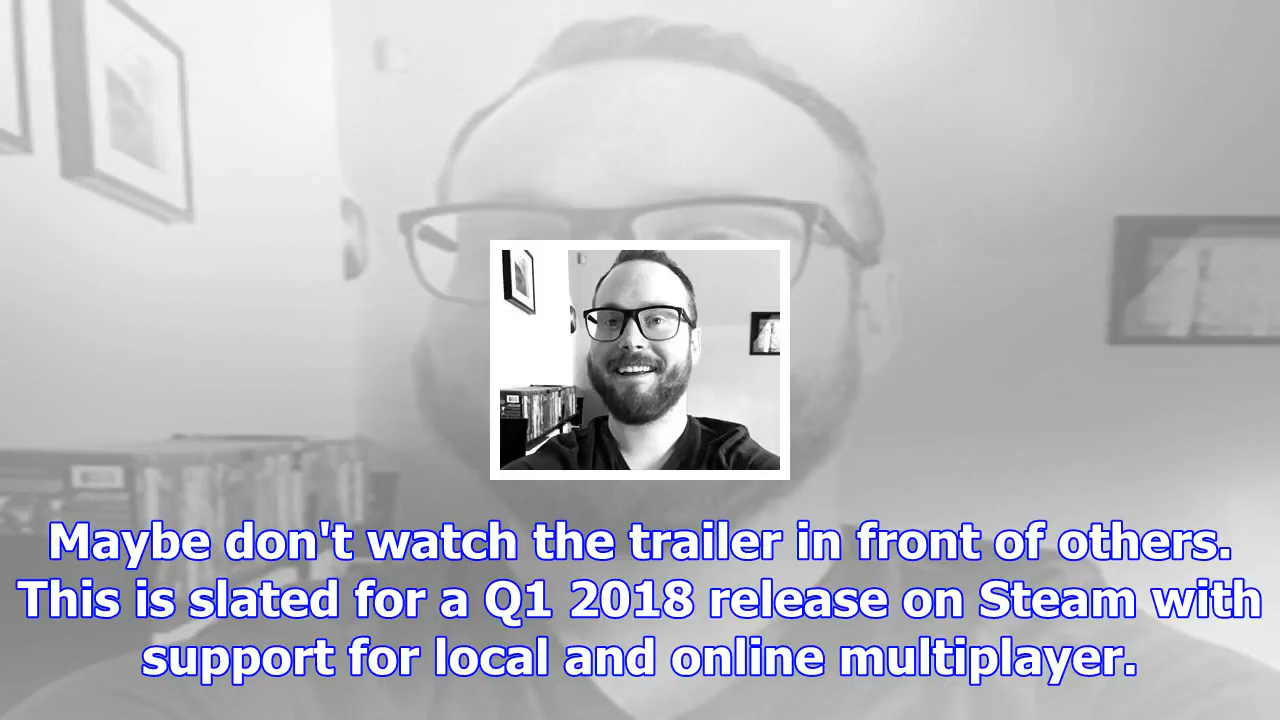 Maybe don't watch the trailer in front of others.
This is slated for a Q1 2018 release on Steam with
support for local and online multiplayer.